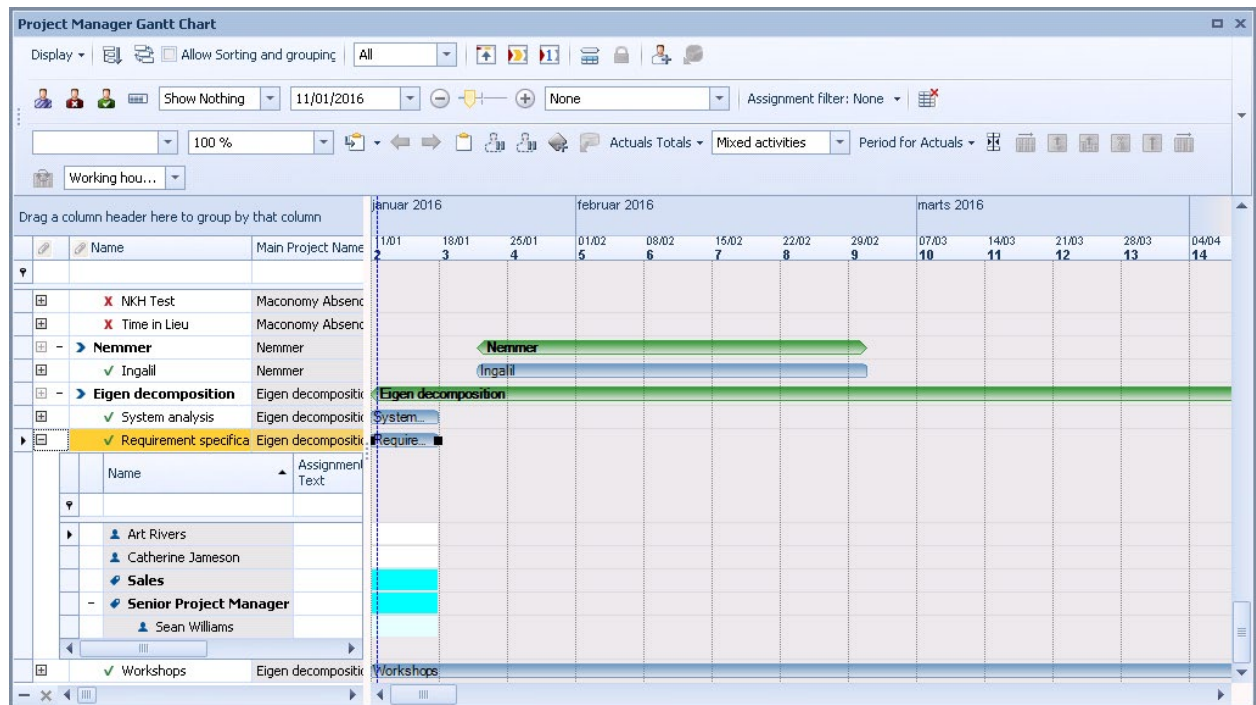 Project Manager Gantt Chart
Display Allow Sorting and grouping All
Show Nothing 11/01/2016 None Assignment filter: None
100 % Actuals Totals Mixed activities Period for Actuals
Working hou...
Drag a column header here to group by that column
januar 2016 februar 2016 marts 2016
Name Main Project Name
11/01 18/01 25/01 01/02 08/02 15/02 22/02 29/02 07/03 14/03 21/03 28/03 04/04
2 3 4 5 6 7 8 9 10 11 12 13 14
NKH Test Maconomy Absenc
Time in Lieu Maconomy Absenc
Nemmer Nemmer Nemmer
Ingalil Nemmer Ingalil
Eigen decomposition Eigen decompositic Eigen decomposition
System analysis Eigen decompositic System...
Requirement specifica Eigen decompositic Require...
Name Assignment
Text
Art Rivers
Catherine Jameson
Sales
Senior Project Manager
Sean Williams
Workshops Eigen decompositic Workshops